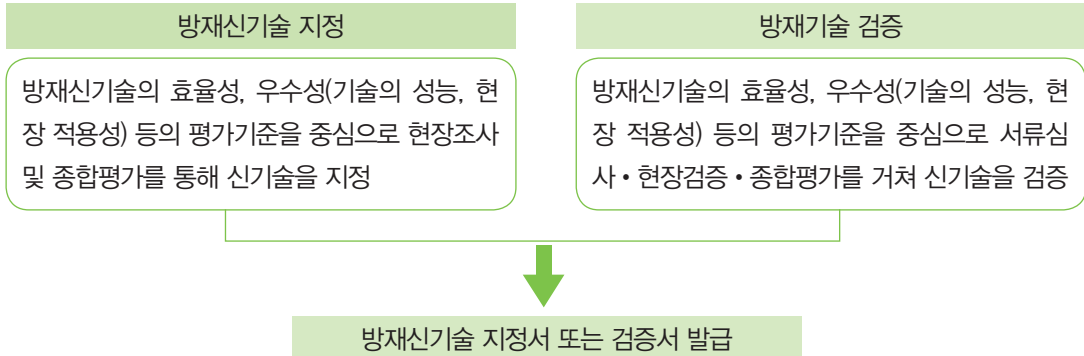 방재신기술 지정
방재신기술의 효율성, 우수성(기술의 성능, 현
장 적용성) 등의 평가기준을 중심으로 현장조사
및 종합평가를 통해 신기술을 지정
방재기술 검증
방재신기술의 효율성, 우수성(기술의 성능, 현
장 적용성) 등의 평가기준을 중심으로 서류심
사 • 현장검증 • 종합평가를 거쳐 신기술을 검증
방재신기술 지정서 또는 검증서 발급